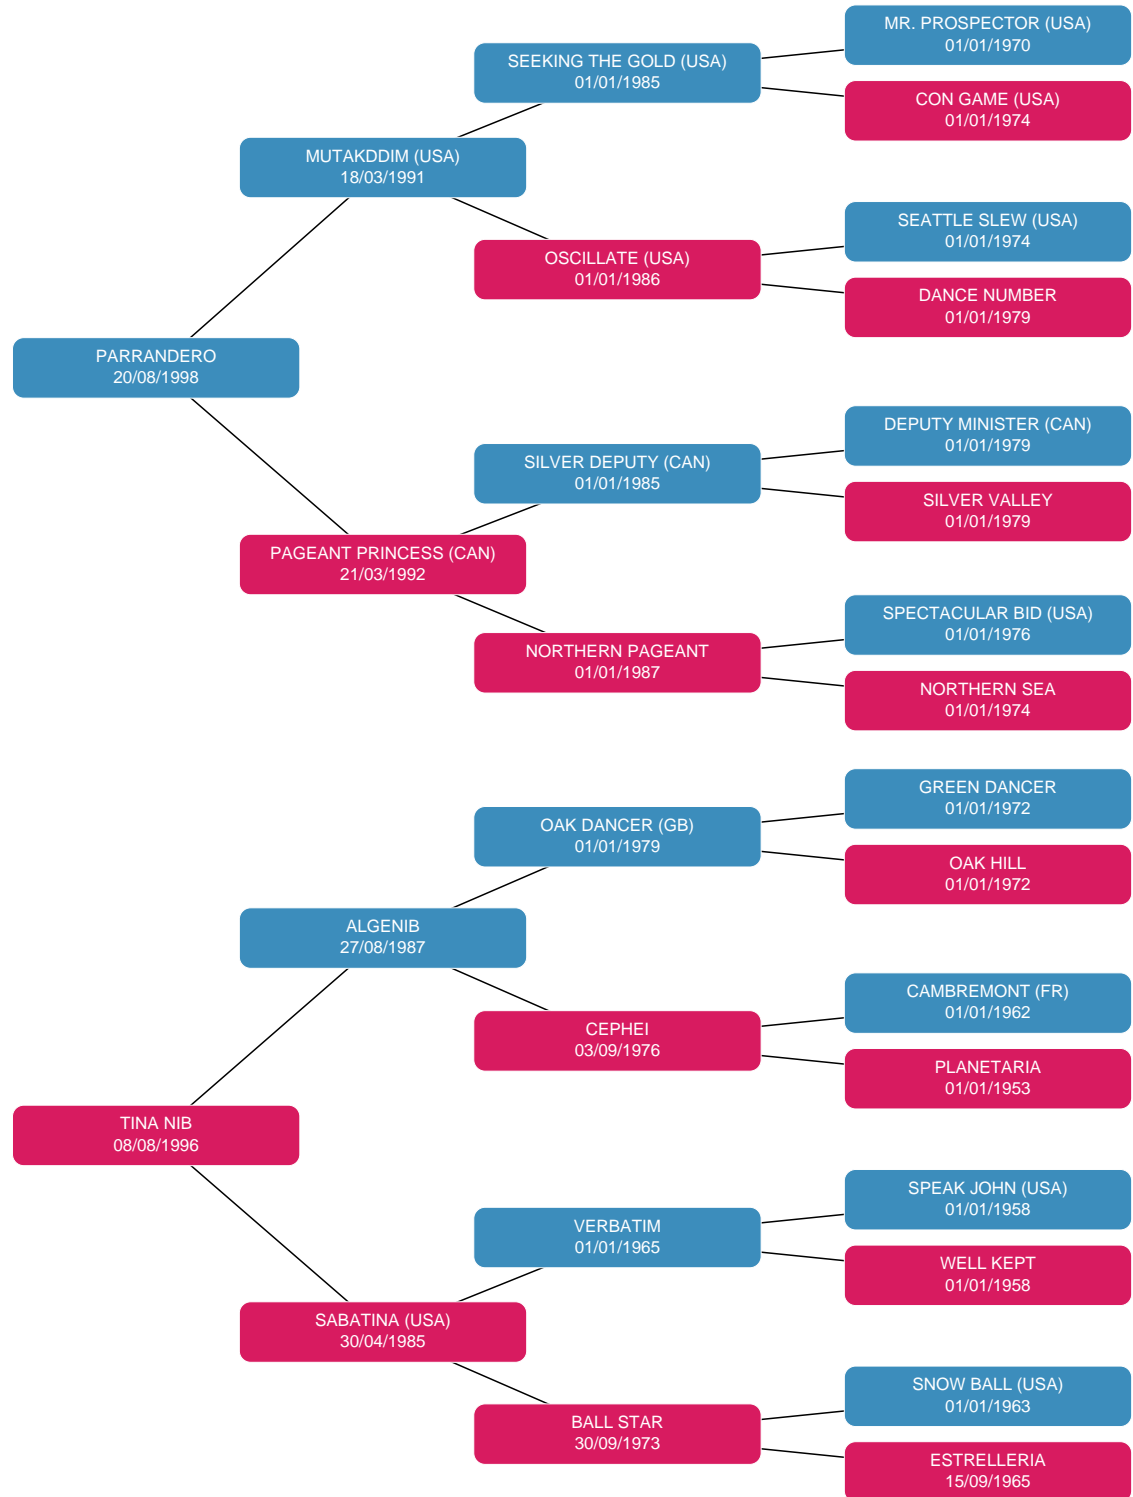 MR. PROSPECTOR (USA)
01/01/1970
SEEKING THE GOLD (USA)
01/01/1985
CON GAME (USA)
01/01/1974
MUTAKDDIM (USA)
18/03/1991
SEATTLE SLEW (USA)
01/01/1974
OSCILLATE (USA)
01/01/1986
DANCE NUMBER
01/01/1979
PARRANDERO
20/08/1998
DEPUTY MINISTER (CAN)
01/01/1979
SILVER DEPUTY (CAN)
01/01/1985
SILVER VALLEY
01/01/1979
PAGEANT PRINCESS (CAN)
21/03/1992
SPECTACULAR BID (USA)
01/01/1976
NORTHERN PAGEANT
01/01/1987
NORTHERN SEA
01/01/1974
GREEN DANCER
01/01/1972
OAK DANCER (GB)
01/01/1979
OAK HILL
01/01/1972
ALGENIB
27/08/1987
CAMBREMONT (FR)
01/01/1962
CEPHEI
03/09/1976
PLANETARIA
01/01/1953
TINA NIB
08/08/1996
SPEAK JOHN (USA)
01/01/1958
VERBATIM
01/01/1965
WELL KEPT
01/01/1958
SABATINA (USA)
30/04/1985
SNOW BALL (USA)
01/01/1963
BALL STAR
30/09/1973
ESTRELLERIA
15/09/1965